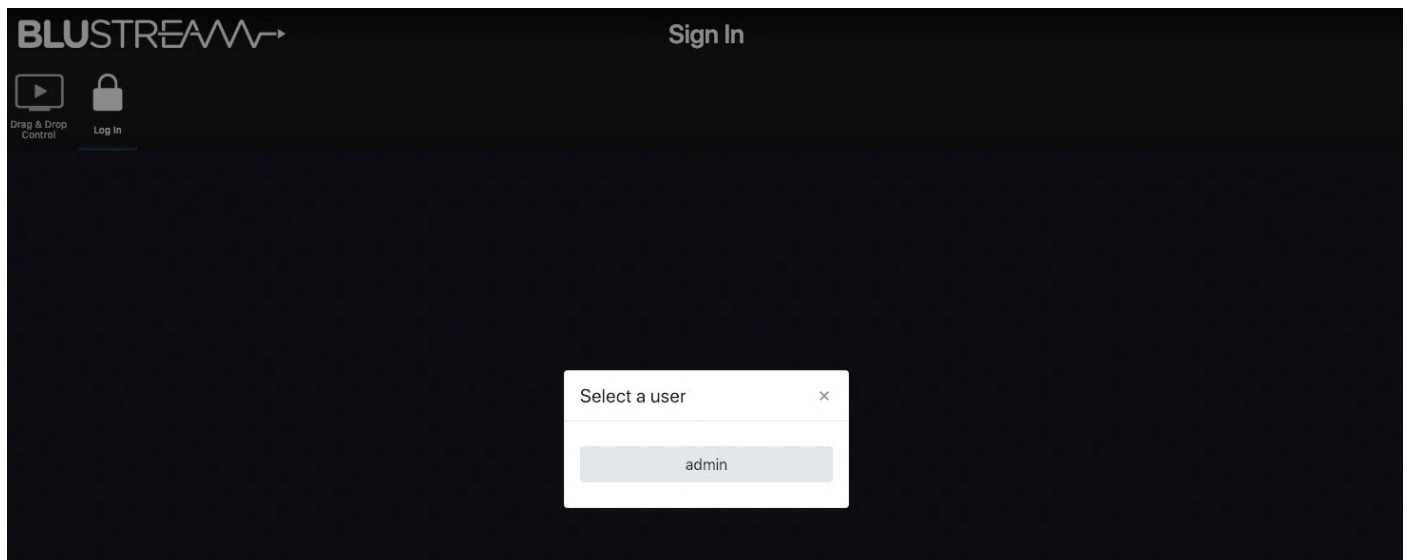 BLUSTREAM
Sign In
Drag & Drop
Control
Log In
Select a user
×
admin